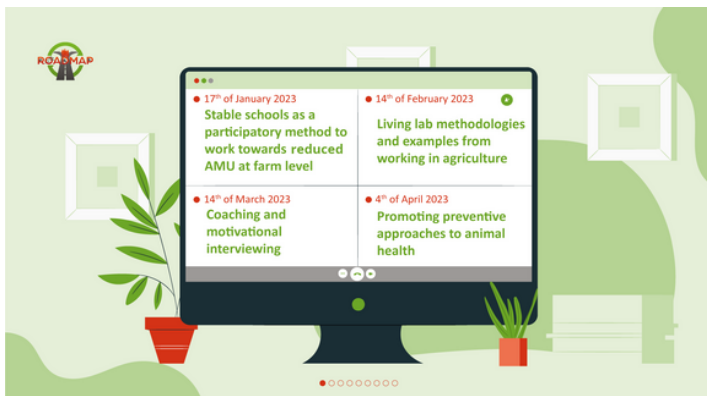 ROADMAP
17th of January 2023
Stable schools as a
participatory method to
work towards reduced
AMU at farm level
14th of February 2023
Living lab methodologies
and examples from
working in agriculture
14th of March 2023
Coaching and
motivational
interviewing
4th of April 2023
Promoting preventive
approaches to animal
health